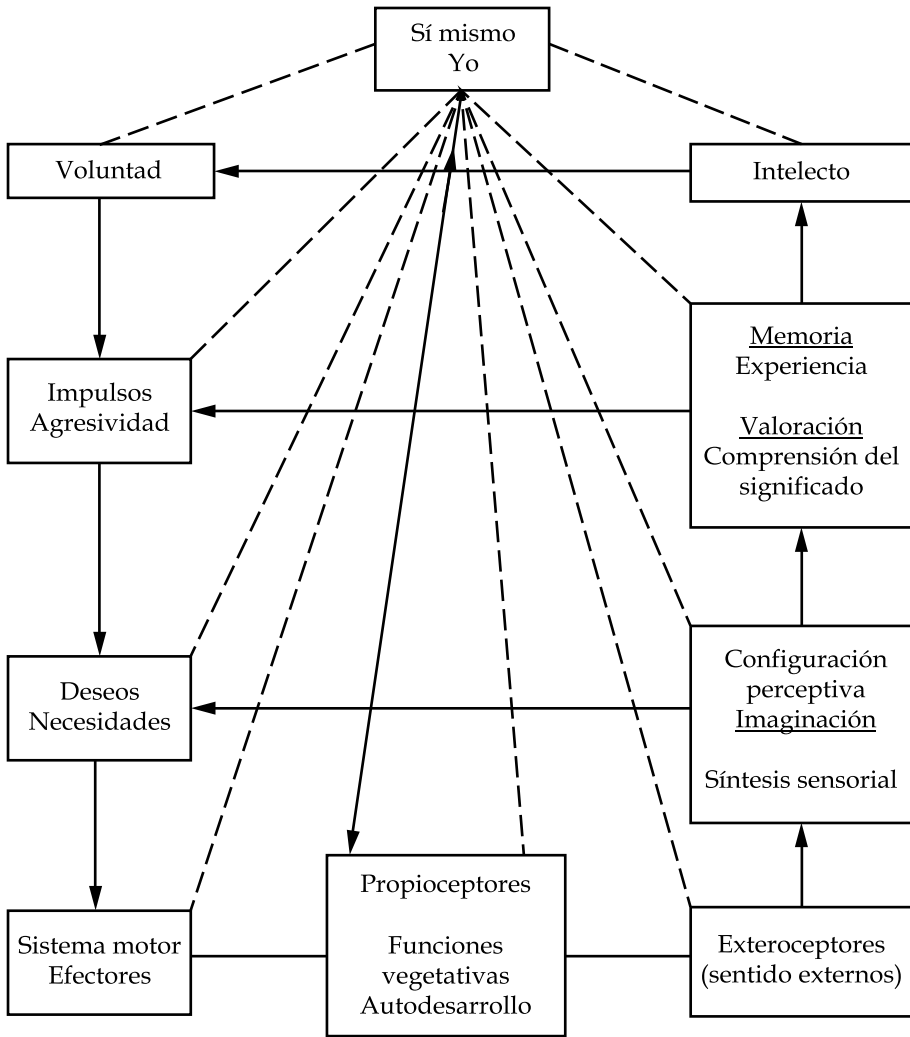 Sí mismo
Yo
Voluntad
Intelecto
Memoria
Experiencia
Valoración
Comprensión del
significado
Impulsos
Agresividad
Configuración
perceptiva
Imaginación
Síntesis sensorial
Deseos
Necesidades
Propioceptores
Funciones
vegetativas
Autodesarrollo
Sistema motor
Efectores
Exteroceptores
(sentido externos)